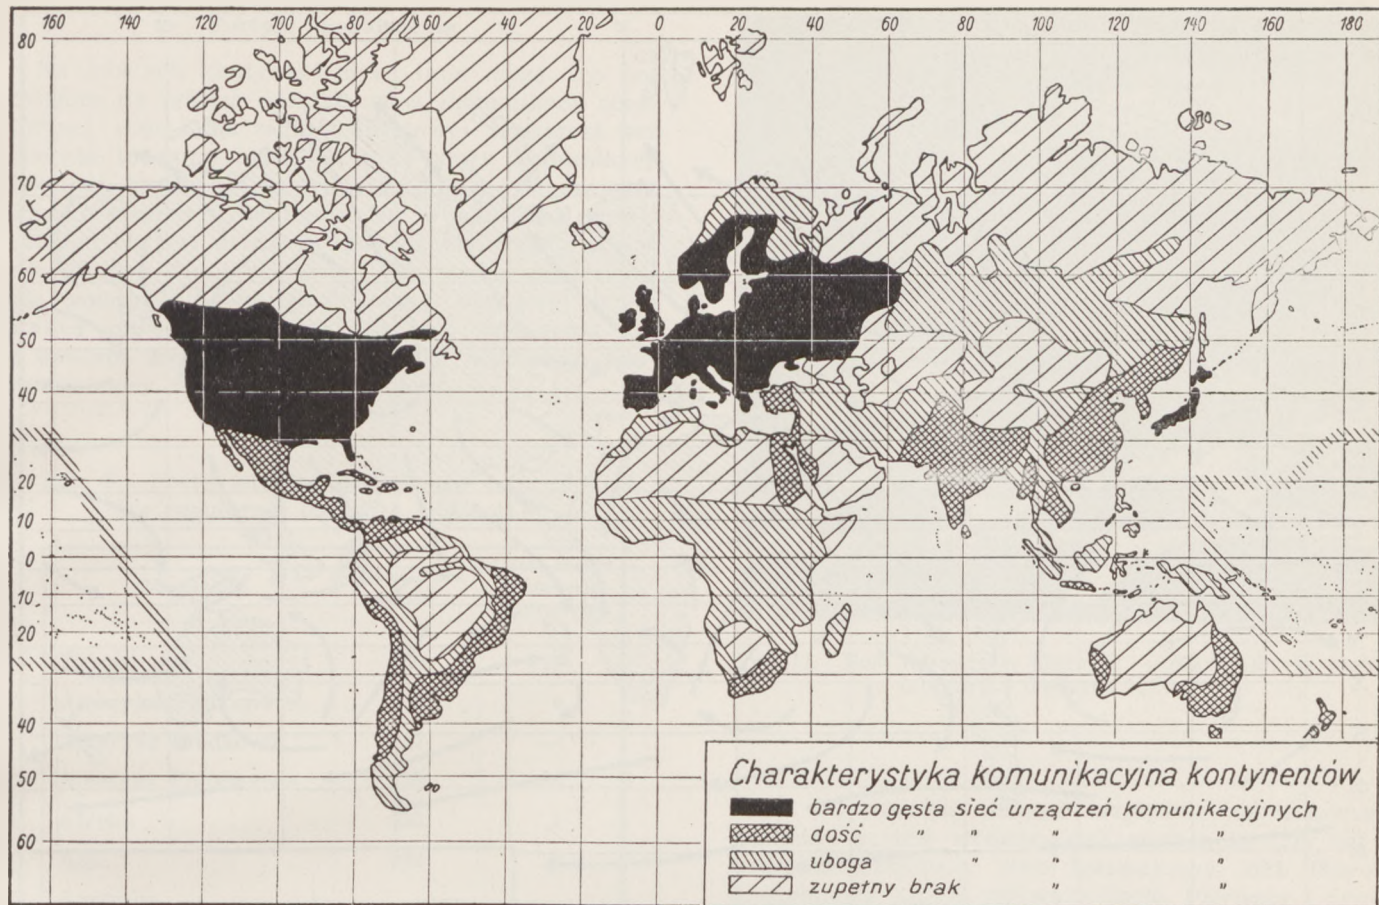 160 140 120 100 80 60 40 20 0 20 40 60 80 100 120 140 160 180
80
70
60
50
40
20
10
0
10
20
40
50
60
Charakterystyka komunikacyjna kontynentów
bardzo gęsta sieć urządzeń komunikacyjnych
dość " " " "
uboga " " "
zupełny brak " "